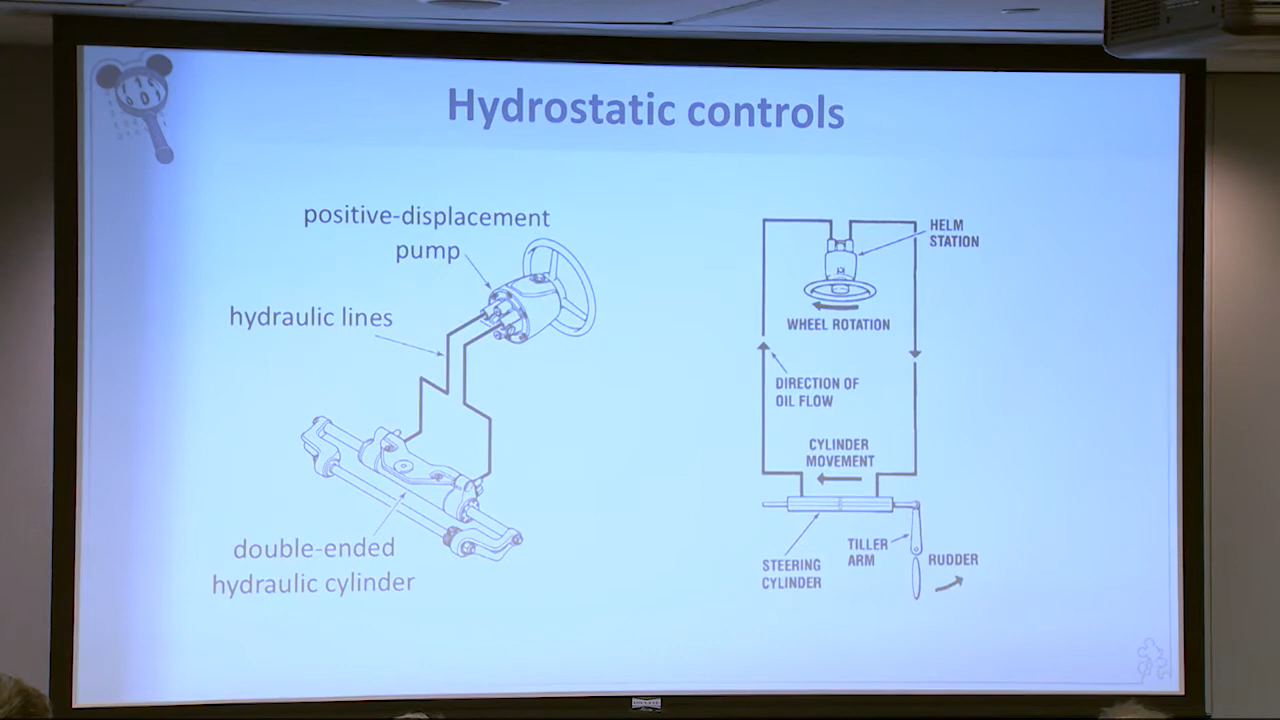 Hydrostatic controls
positive-displacement
pump
hydraulic lines
double-ended
hydraulic cylinder
HELM
STATION
WHEEL ROTATION
DIRECTION OF
OIL FLOW
CYLINDER
MOVEMENT
STEERING
CYLINDER
TILLER
ARM
RUDDER